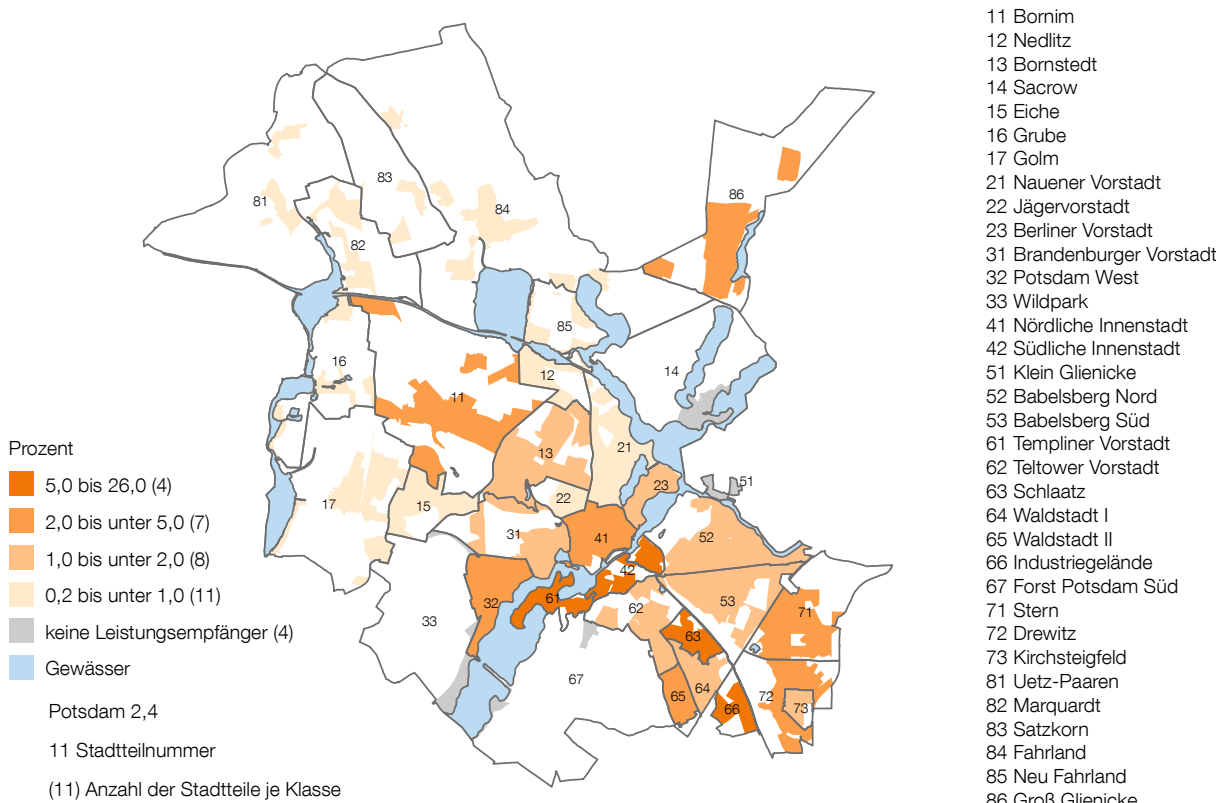 11 Bornim
12 Nedlitz
13 Bornstedt
14 Sacrow
15 Eiche
16 Grube
17 Golm
21 Nauener Vorstadt
22 Jägervorstadt
23 Berliner Vorstadt
31 Brandenburger Vorstadt
32 Potsdam West
33 Wildpark
41 Nördliche Innenstadt
42 Südliche Innenstadt
51 Klein Glienicke
52 Babelsberg Nord
53 Babelsberg Süd
61 Templiner Vorstadt
62 Teltower Vorstadt
63 Schlaatz
64 Waldstadt I
65 Waldstadt II
66 Industriegelände
67 Forst Potsdam Süd
71 Stern
72 Drewitz
73 Kirchsteigfeld
81 Uetz-Paaren
82 Marquardt
83 Satzkorn
84 Fahrland
85 Neu Fahrland
86 Groß Glienicke
83
86
81
84
82
85
16
12
14
11
21
13
23
51
17
15
22
31
41
52
42
61
32
62
53
71
33
63
67
65
64
66
72
73
Prozent
5,0 bis 26,0 (4)
2,0 bis unter 5,0 (7)
1,0 bis unter 2,0 (8)
0,2 bis unter 1,0 (11)
keine Leistungsempfänger (4)
Gewässer
Potsdam 2,4
11 Stadtteilnummer
(11) Anzahl der Stadtteile je Klasse